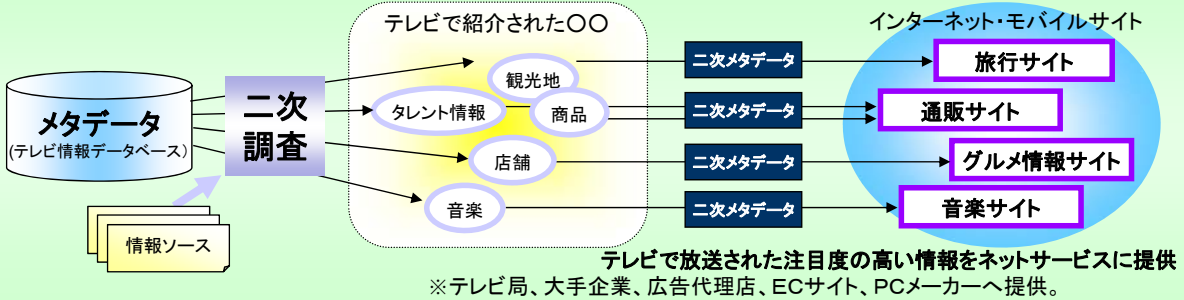 テレビで紹介された〇〇
インターネット・モバイルサイト
メタデータ
(テレビ情報データベース)
二次
調査
情報ソース
観光地
タレント情報
商品
店舗
音楽
二次メタデータ
二次メタデータ
二次メタデータ
二次メタデータ
旅行サイト
通販サイト
グルメ情報サイト
音楽サイト
テレビで放送された注目度の高い情報をネットサービスに提供
※テレビ局、大手企業、広告代理店、ECサイト、PCメーカーへ提供。